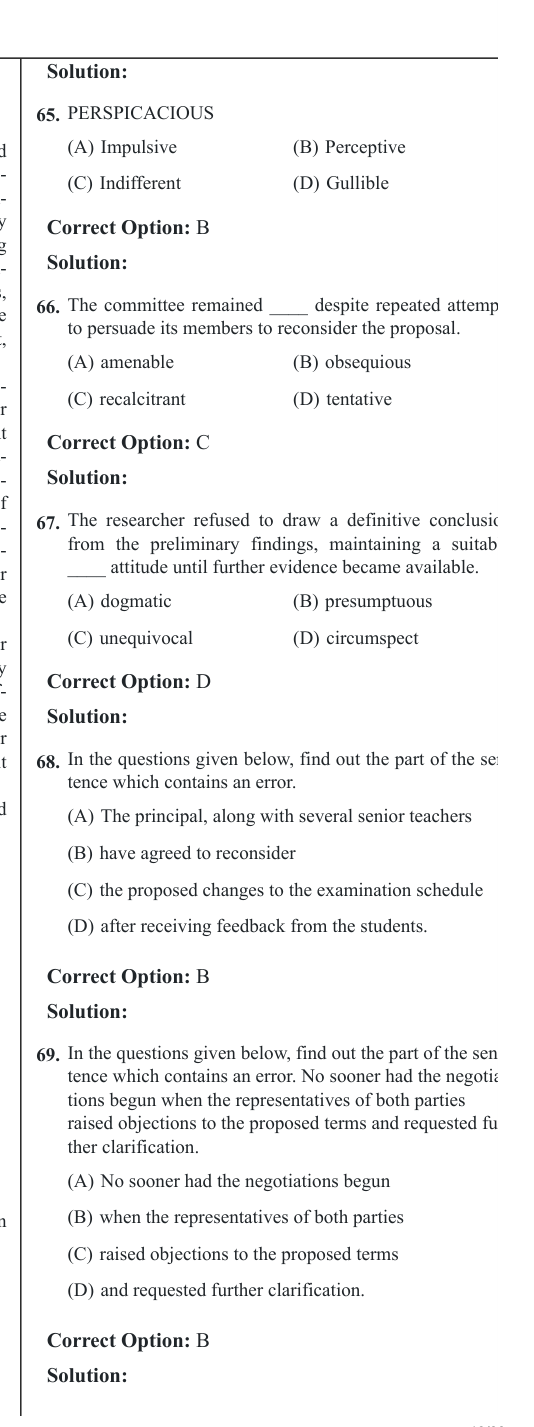 Solution:
65. PERSPICACIOUS
(A) Impulsive (B) Perceptive
(C) Indifferent (D) Gullible
Correct Option: B
Solution:
66. The committee remained ____ despite repeated attemp
to persuade its members to reconsider the proposal.
(A) amenable (B) obsequious
(C) recalcitrant (D) tentative
Correct Option: C
Solution:
67. The researcher refused to draw a definitive conclusio
from the preliminary findings, maintaining a suitab
____ attitude until further evidence became available.
(A) dogmatic (B) presumptuous
(C) unequivocal (D) circumspect
Correct Option: D
Solution:
68. In the questions given below, find out the part of the sen
tence which contains an error.
(A) The principal, along with several senior teachers
(B) have agreed to reconsider
(C) the proposed changes to the examination schedule
(D) after receiving feedback from the students.
Correct Option: B
Solution:
69. In the questions given below, find out the part of the sen
tence which contains an error. No sooner had the negotia
tions begun when the representatives of both parties
raised objections to the proposed terms and requested fu
ther clarification.
(A) No sooner had the negotiations begun
(B) when the representatives of both parties
(C) raised objections to the proposed terms
(D) and requested further clarification.
Correct Option: B
Solution: